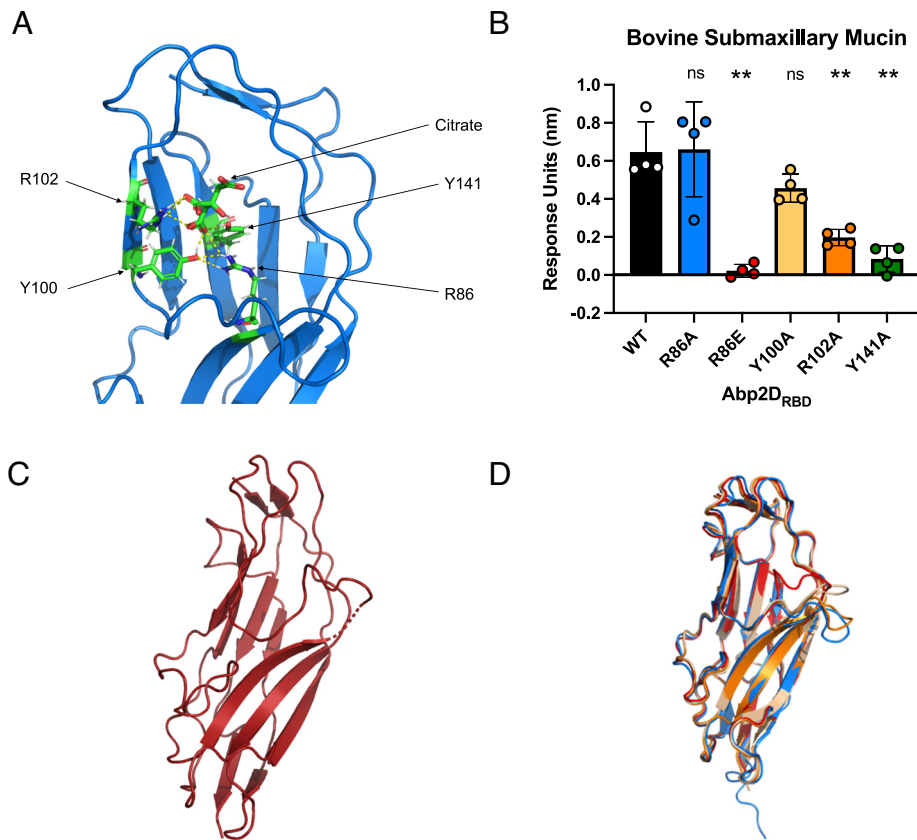 A
Citrate
R102
Y141
Y100
R86
B
Bovine Submaxillary Mucin
ns ** ns ** **
1.0
0.8
0.6
0.4
0.2
0.0
-0.2
Response Units (nm)
WT R86A R86E Y100A R102A Y141A
Abp2DRBD
C
D